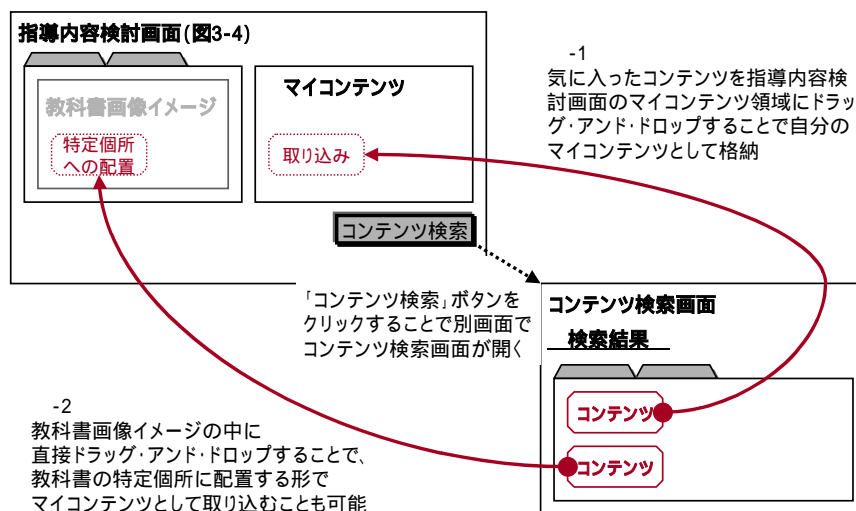 指導内容検討画面(図3-4)
教科書画像イメージ
特定個所
への配置
マイコンテンツ
取り込み
コンテンツ検索
-1
気に入ったコンテンツを指導内容検
討画面のマイコンテンツ領域にドラッ
グ・アンド・ドロップすることで自分の
マイコンテンツとして格納
「コンテンツ検索」ボタンを
クリックすることで別画面で
コンテンツ検索画面が開く
コンテンツ検索画面
検索結果
コンテンツ
コンテンツ
-2
教科書画像イメージの中に
直接ドラッグ・アンド・ドロップすることで、
教科書の特定個所に配置する形で
マイコンテンツとして取り込むことも可能